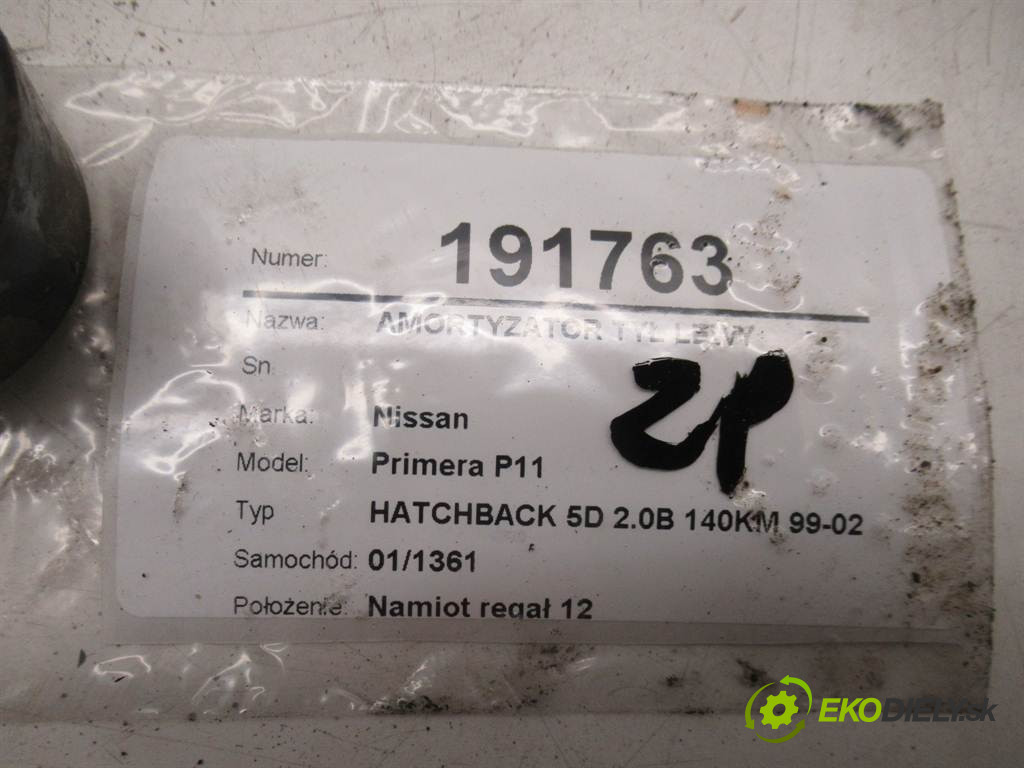 Numer: 191763
Nazwa: AMORTYZATOR TYŁ LEWY
Sn
Marka: Nissan
Model: Primera P11
Typ HATCHBACK 5D 2.0B 140KM 99-02
Samochód: 01/1361
Położenie: Namiot regał 12
ZP
EKODIELY.sk